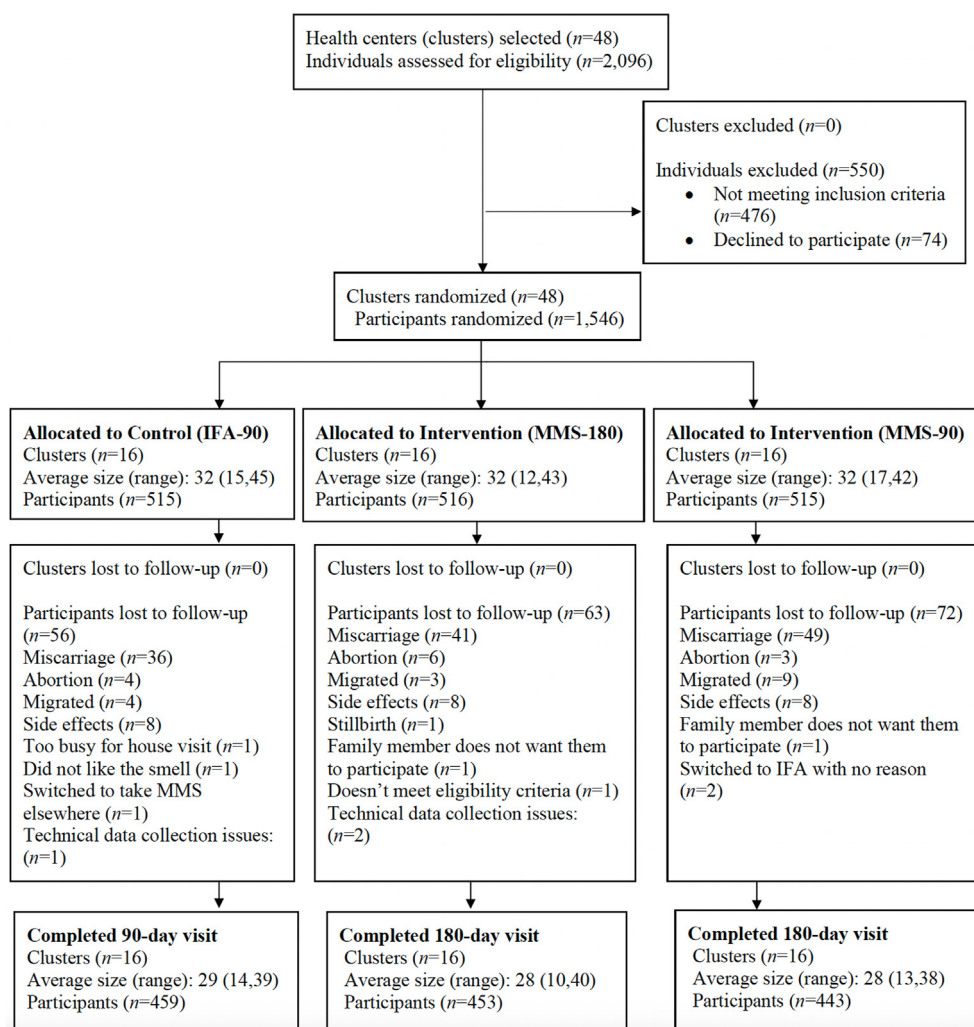 Health centers (clusters) selected (n=48)
Individuals assessed for eligibility (n=2,096)
Clusters excluded (n=0)
Individuals excluded (n=550)
• Not meeting inclusion criteria
(n=476)
• Declined to participate (n=74)
Clusters randomized (n=48)
Participants randomized (n=1,546)
Allocated to Control (IFA-90)
Clusters (n=16)
Average size (range): 32 (15,45)
Participants (n=515)
Allocated to Intervention (MMS-180)
Clusters (n=16)
Average size (range): 32 (12,43)
Participants (n=516)
Allocated to Intervention (MMS-90)
Clusters (n=16)
Average size (range): 32 (17,42)
Participants (n=515)
Clusters lost to follow-up (n=0)
Participants lost to follow-up
(n=56)
Miscarriage (n=36)
Abortion (n=4)
Migrated (n=4)
Side effects (n=8)
Too busy for house visit (n=1)
Did not like the smell (n=1)
Switched to take MMS
elsewhere (n=1)
Technical data collection issues:
(n=1)
Clusters lost to follow-up (n=0)
Participants lost to follow-up (n=63)
Miscarriage (n=41)
Abortion (n=6)
Migrated (n=3)
Side effects (n=8)
Stillbirth (n=1)
Family member does not want them
to participate (n=1)
Doesn’t meet eligibility criteria (n=1)
Technical data collection issues:
(n=2)
Clusters lost to follow-up (n=0)
Participants lost to follow-up (n=72)
Miscarriage (n=49)
Abortion (n=3)
Migrated (n=9)
Side effects (n=8)
Family member does not want them
to participate (n=1)
Switched to IFA with no reason
(n=2)
Completed 90-day visit
Clusters (n=16)
Average size (range): 29 (14,39)
Participants (n=459)
Completed 180-day visit
Clusters (n=16)
Average size (range): 28 (10,40)
Participants (n=453)
Completed 180-day visit
Clusters (n=16)
Average size (range): 28 (13,38)
Participants (n=443)